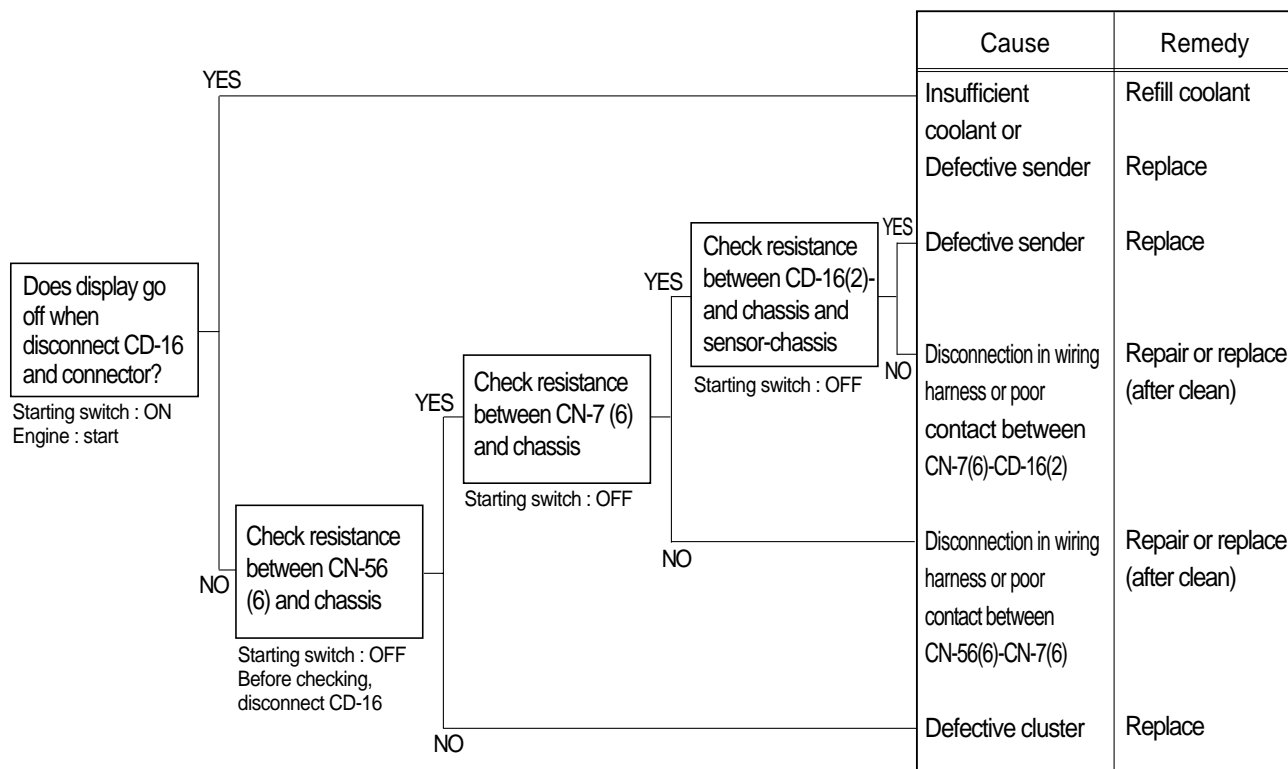 Cause
Remedy
YES
Insufficient
coolant or
Defective sender
Refill coolant
Replace
Does display go
off when
disconnect CD-16
and connector?
Starting switch : ON
Engine : start
NO
Check resistance
between CN-56
(6) and chassis
Starting switch : OFF
Before checking,
disconnect CD-16
YES
Check resistance
between CN-7 (6)
and chassis
Starting switch : OFF
YES
Check resistance
between CD-16(2)-
and chassis and
sensor-chassis
Starting switch : OFF
YES
Defective sender
Replace
NO
Disconnection in wiring
harness or poor
contact between
CN-7(6)-CD-16(2)
Repair or replace
(after clean)
NO
Disconnection in wiring
harness or poor
contact between
CN-56(6)-CN-7(6)
Repair or replace
(after clean)
NO
Defective cluster
Replace